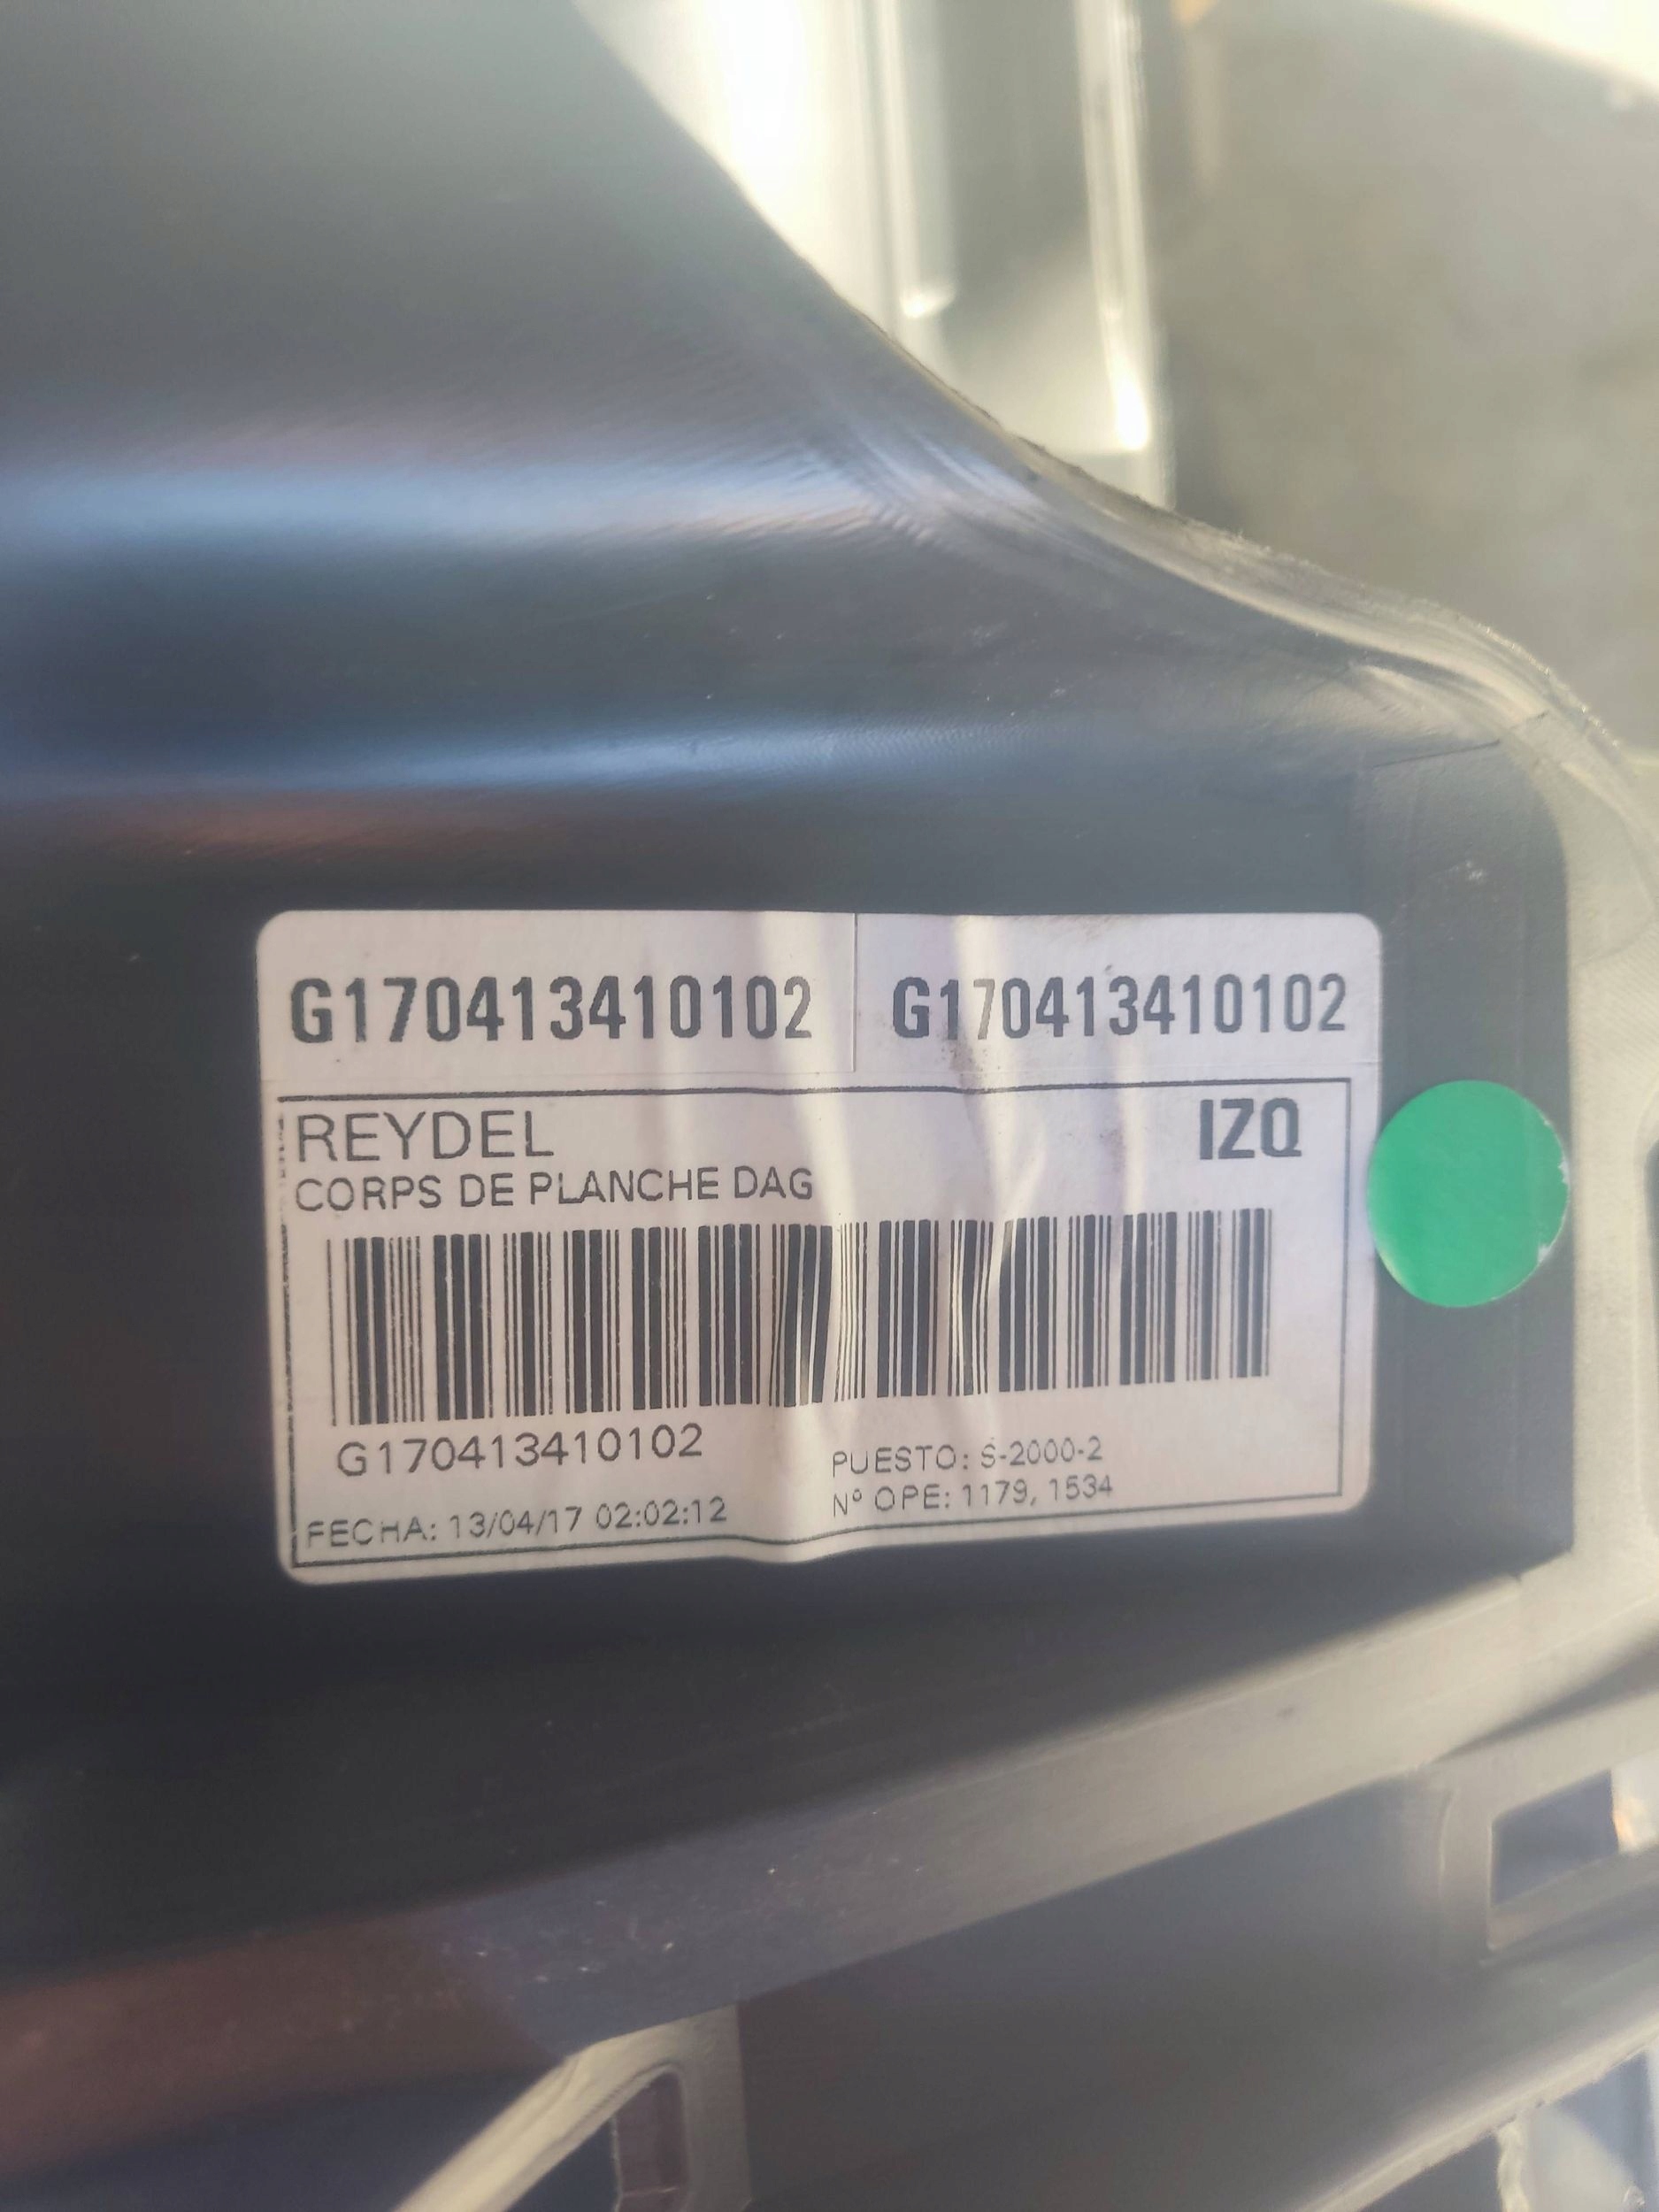 G170413410102 G170413410102
REYDEL IZQ
CORPS DE PLANCHE DAG
G170413410102
PUESTO: S-2000-2
Nº OPE: 1179, 1534
FECHA: 13/04/17 02:02:12